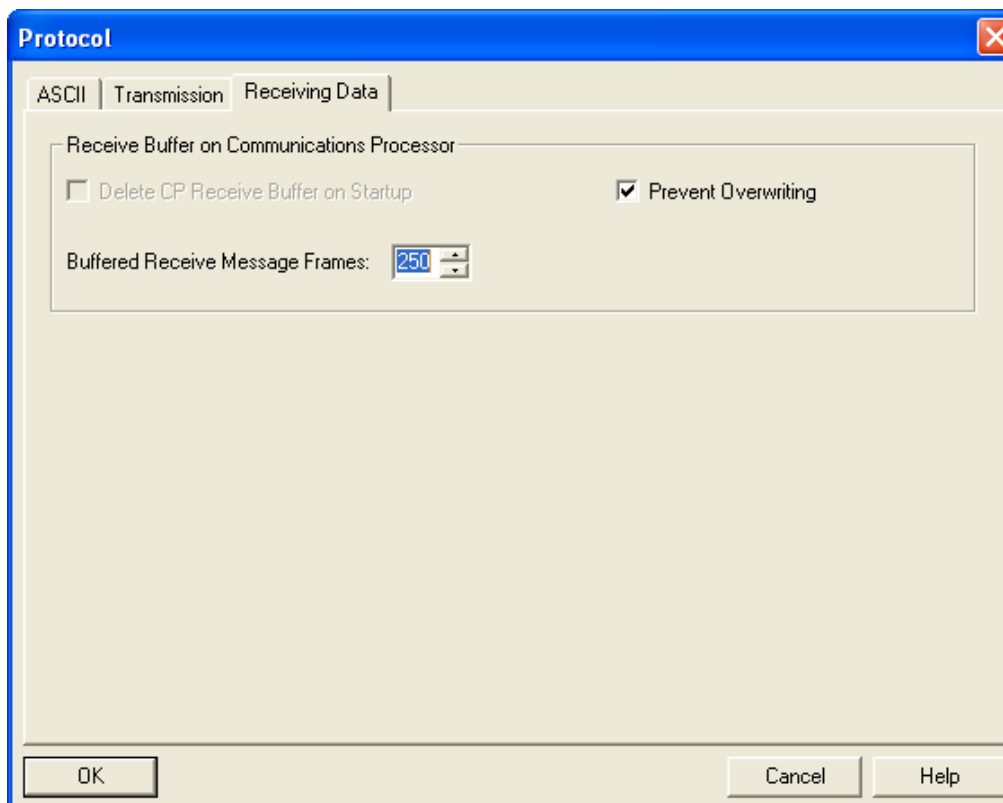 Protocol
ASCII Transmission Receiving Data
Receive Buffer on Communications Processor
Delete CP Receive Buffer on Startup Prevent Overwriting
Buffered Receive Message Frames: 250
OK Cancel Help